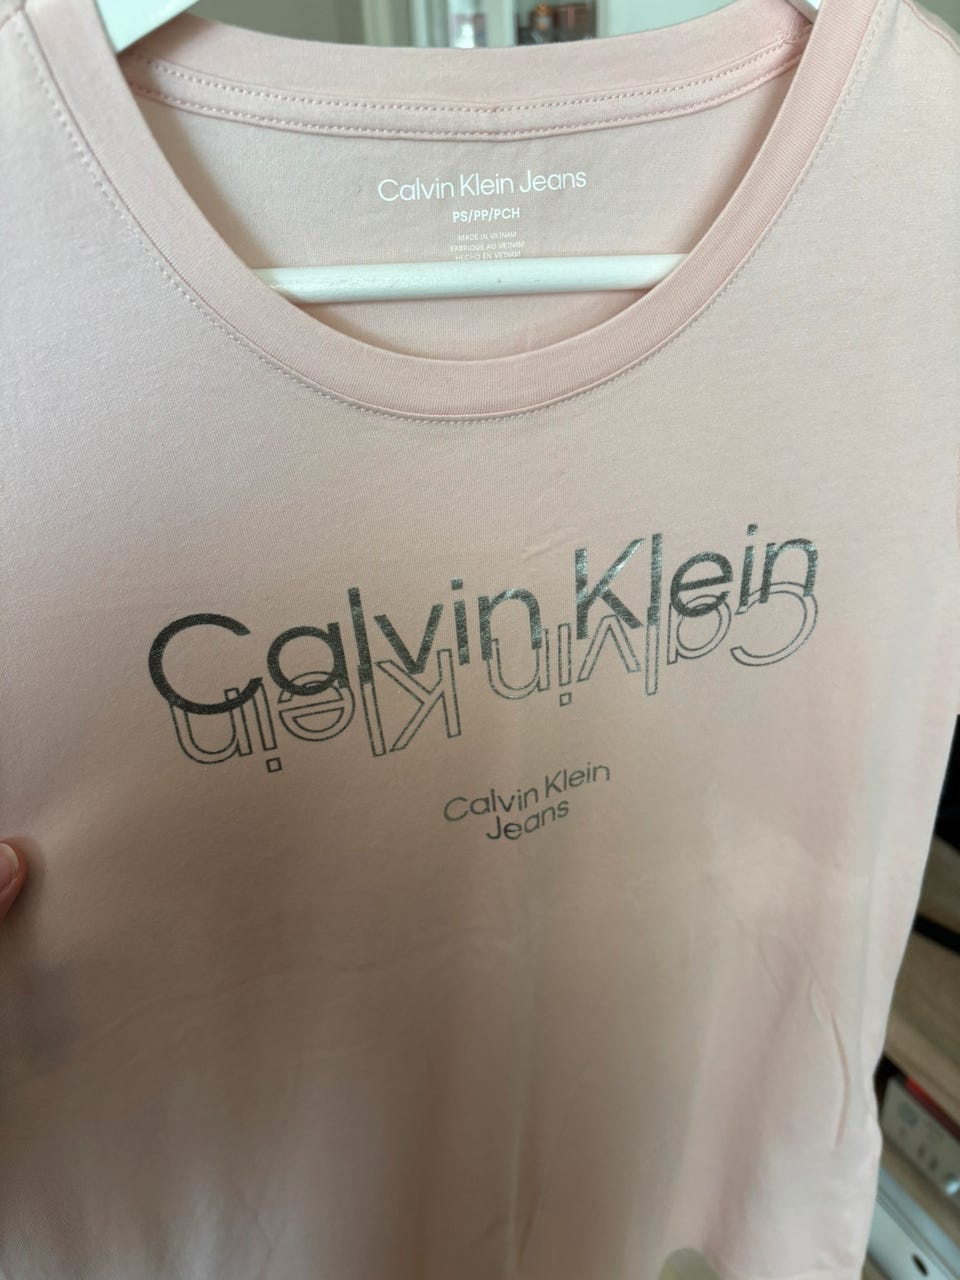 Calvin Klein Jeans
PS/PP/PCH
MADE IN VIETNAM
FABRIQUÉ AU VIETNAM
HECHO EN VIETNAM
Calvin Klein
Calvin Klein
Calvin Klein
Jeans